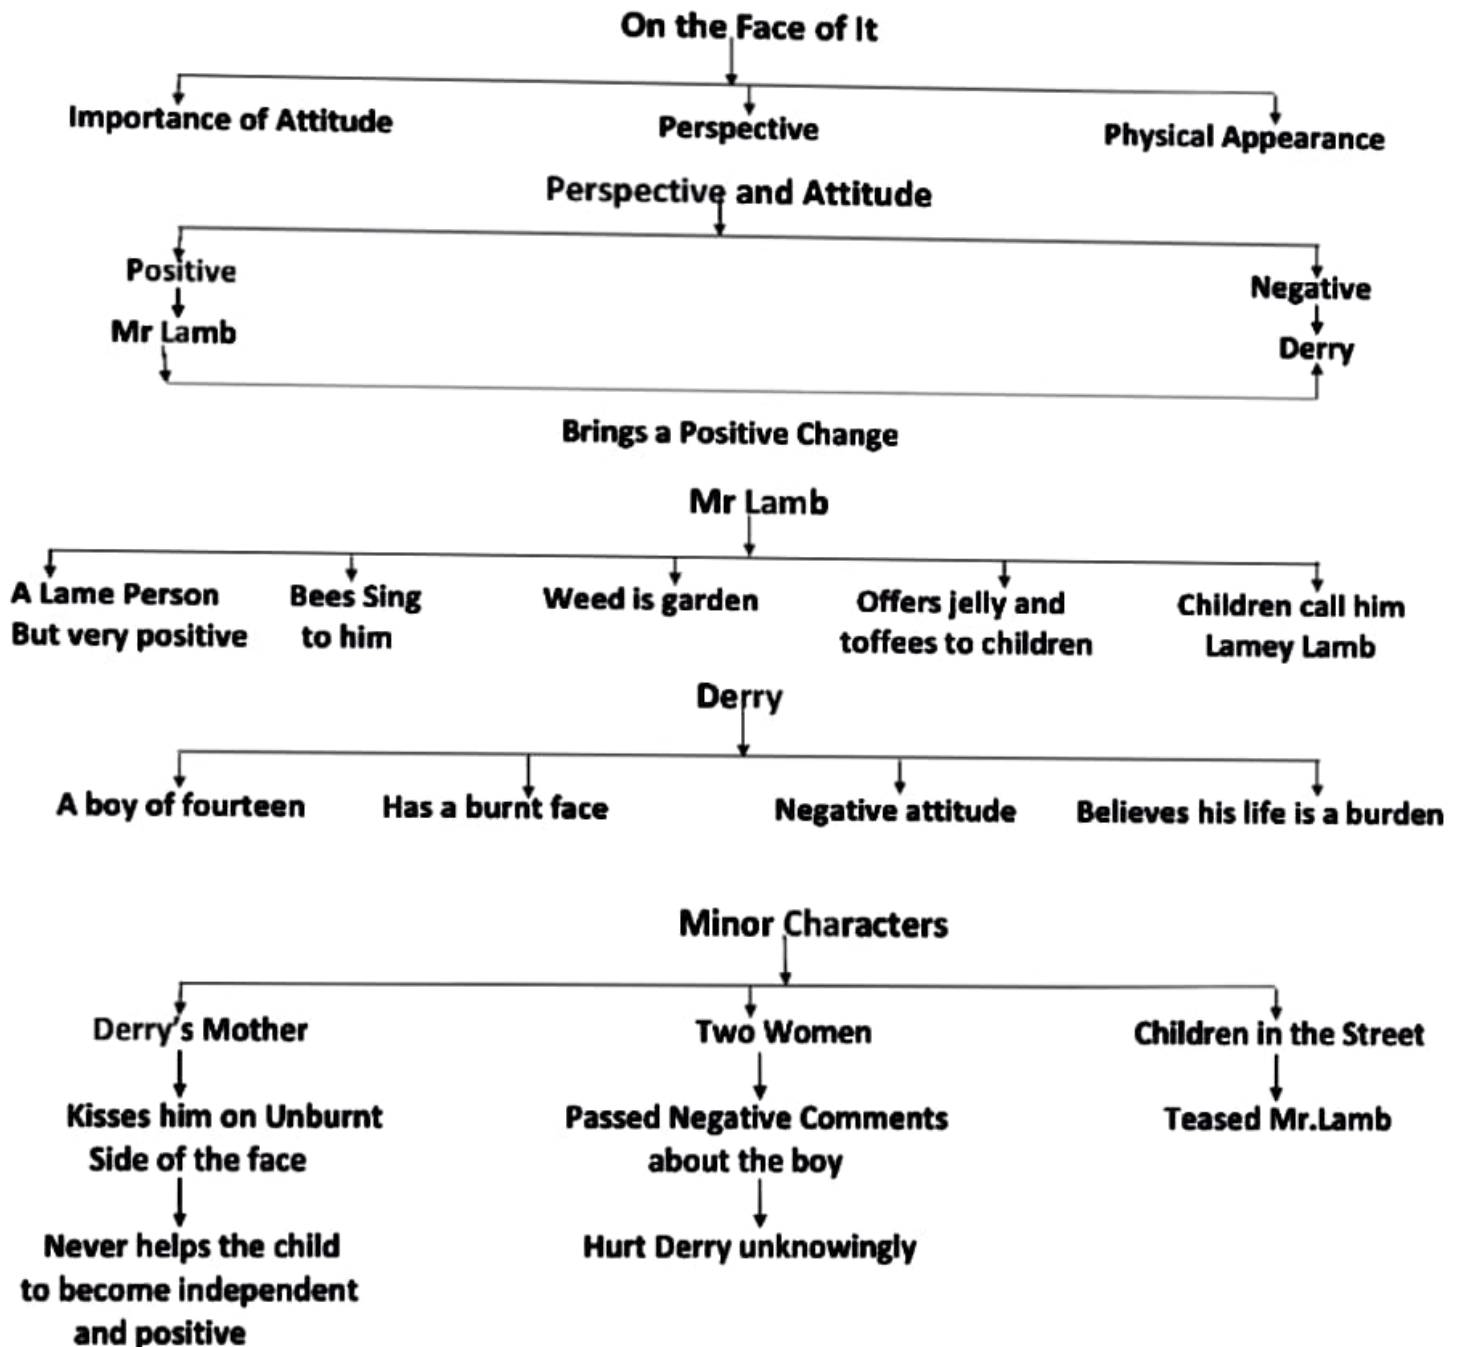 On the Face of It
Importance of Attitude
Perspective
Physical Appearance
Perspective and Attitude
Positive
Negative
Mr Lamb
Derry
Brings a Positive Change
Mr Lamb
A Lame Person
But very positive
Bees Sing
to him
Weed is garden
Offers jelly and
toffees to children
Children call him
Lamey Lamb
Derry
A boy of fourteen
Has a burnt face
Negative attitude
Believes his life is a burden
Minor Characters
Derry's Mother
Two Women
Children in the Street
Kisses him on Unburnt
Side of the face
Passed Negative Comments
about the boy
Teased Mr.Lamb
Never helps the child
to become independent
and positive
Hurt Derry unknowingly